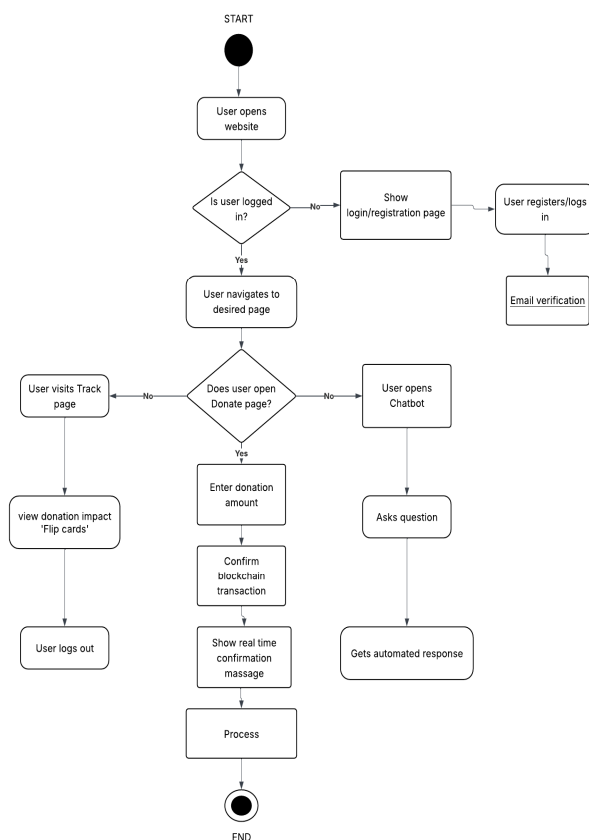 START
User opens
website
Is user logged
in?
No
Show
login/registration page
User registers/logs
in
Yes
Email verification
User navigates to
desired page
User visits Track
page
No
Does user open
Donate page?
No
User opens
Chatbot
Yes
Enter donation
amount
view donation impact
'Flip cards'
Asks question
Confirm
blockchain
transaction
User logs out
Show real time
confirmation
massage
Gets automated response
Process
END